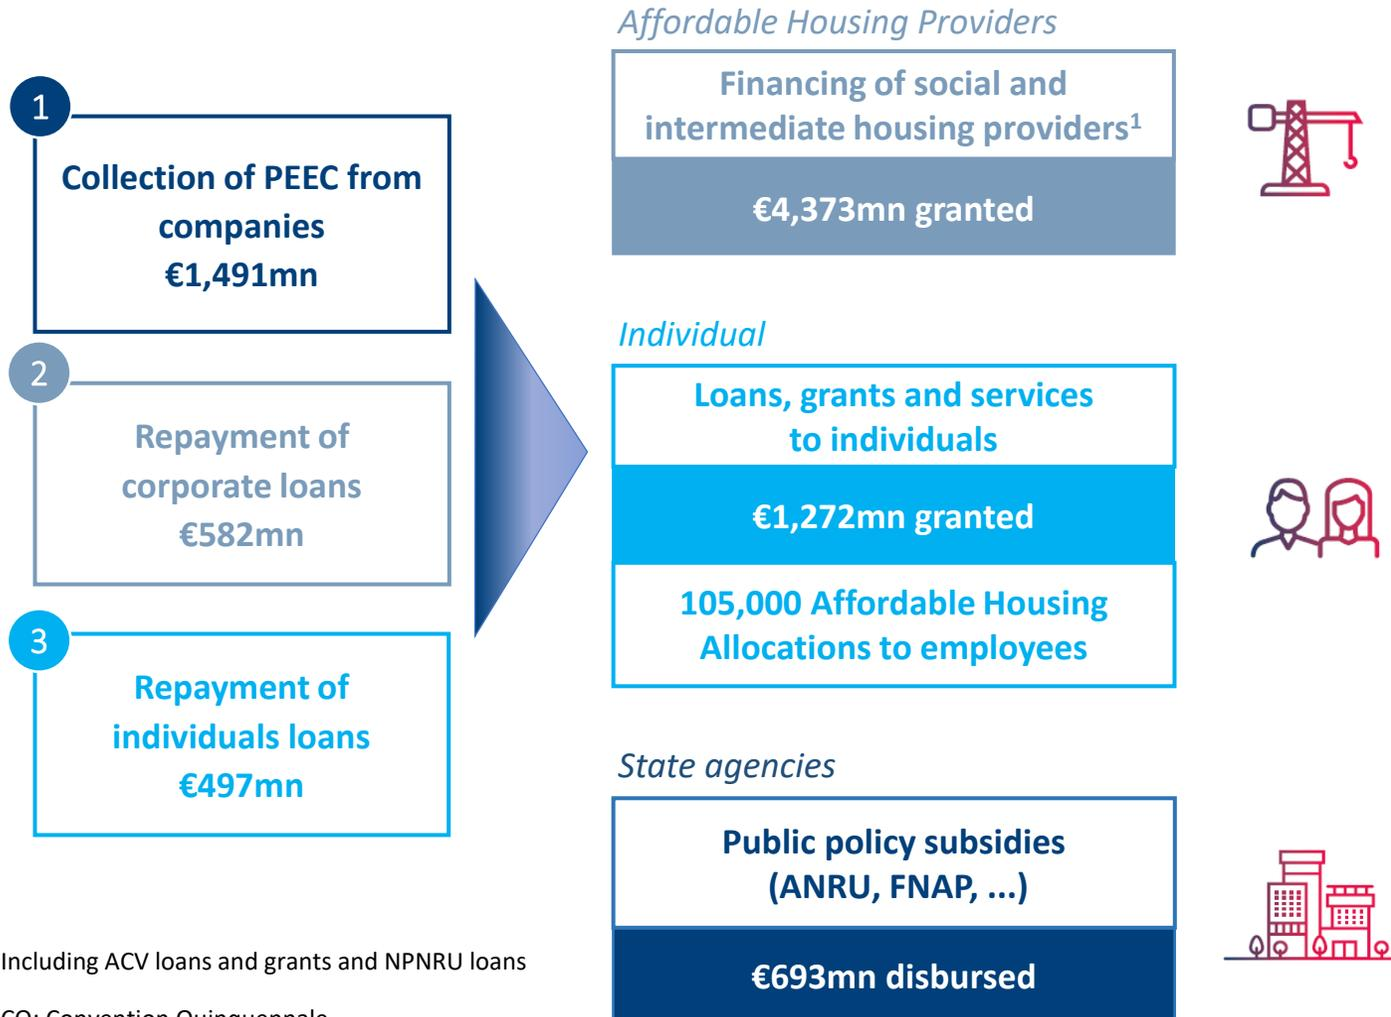 1
Collection of PEEC from
companies
€1,491mn
2
Repayment of
corporate loans
€582mn
3
Repayment of
individuals loans
€497mn
Affordable Housing Providers
Financing of social and
intermediate housing providers¹
€4,373mn granted
Individual
Loans, grants and services
to individuals
€1,272mn granted
105,000 Affordable Housing
Allocations to employees
State agencies
Public policy subsidies
(ANRU, FNAP, ...)
€693mn disbursed
Including ACV loans and grants and NPNRU loans
CQ: Convention Quinquennale